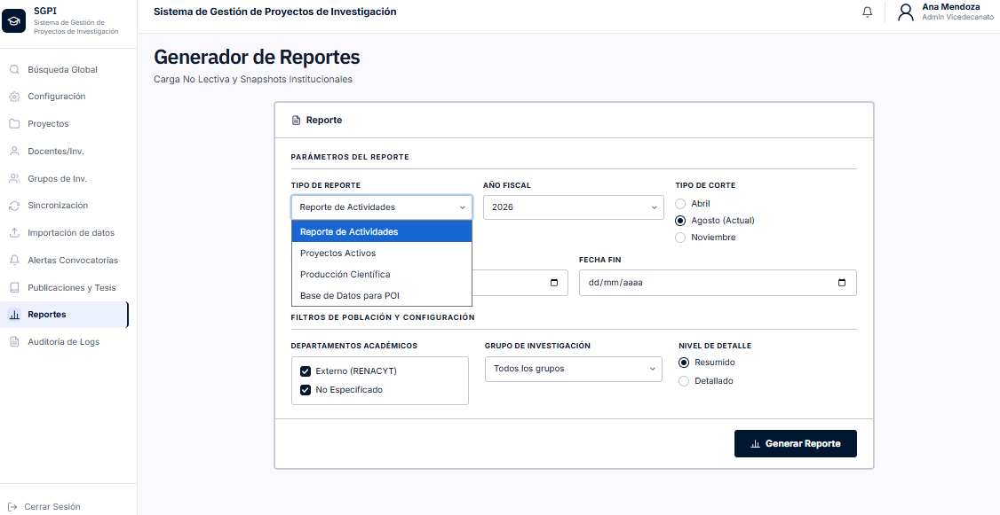 SGPI
Sistema de Gestión de
Proyectos de Investigación
Sistema de Gestión de Proyectos de Investigación
Ana Mendoza
Admin Vicedecanato
Búsqueda Global
Configuración
Proyectos
Docentes/Inv.
Grupos de Inv.
Sincronización
Importación de datos
Alertas Convocatorias
Publicaciones y Tesis
Reportes
Auditoría de Logs
Cerrar Sesión
Generador de Reportes
Carga No Lectiva y Snapshots Institucionales
Reporte
PARÁMETROS DEL REPORTE
TIPO DE REPORTE
Reporte de Actividades
Reporte de Actividades
Proyectos Activos
Producción Científica
Base de Datos para POI
AÑO FISCAL
2026
TIPO DE CORTE
Abril
Agosto (Actual)
Noviembre
FECHA FIN
dd/mm/aaaa
FILTROS DE POBLACIÓN Y CONFIGURACIÓN
DEPARTAMENTOS ACADÉMICOS
Externo (RENACYT)
No Especificado
GRUPO DE INVESTIGACIÓN
Todos los grupos
NIVEL DE DETALLE
Resumido
Detallado
Generar Reporte